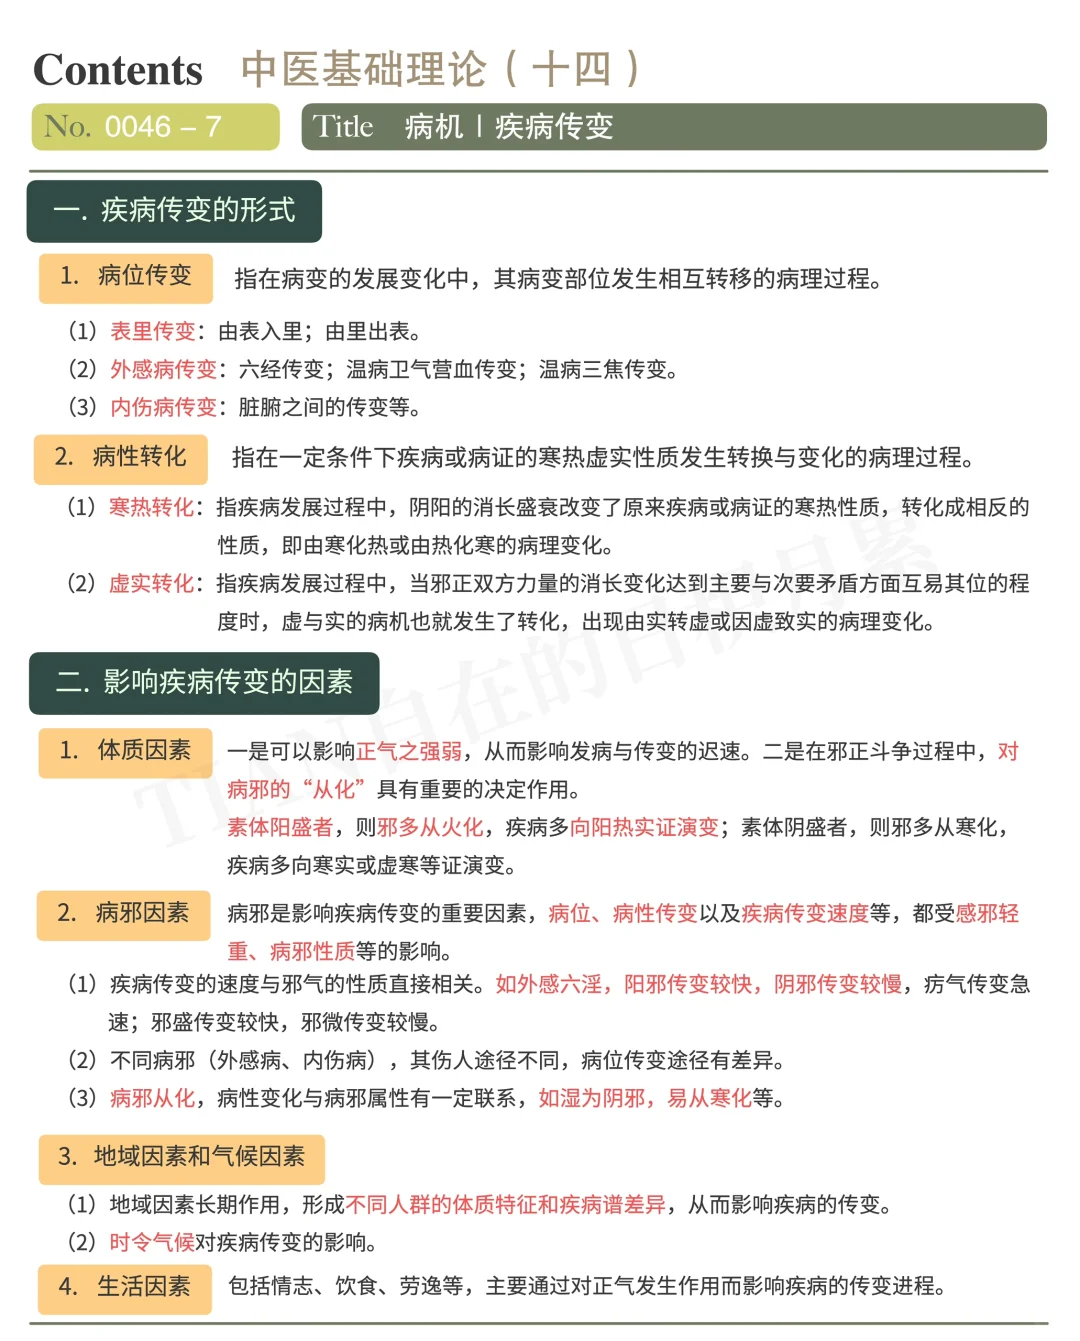 Contents 中医基础理论（十四）
No. 0046 – 7 Title 病机 | 疾病传变
一. 疾病传变的形式
1. 病位传变 指在病变的发展变化中，其病变部位发生相互转移的病理过程。
（1）表里传变：由表入里；由里出表。
（2）外感病传变：六经传变；温病卫气营血传变；温病三焦传变。
（3）内伤病传变：脏腑之间的传变等。
2. 病性转化 指在一定条件下疾病或病证的寒热虚实性质发生转换与变化的病理过程。
（1）寒热转化：指疾病发展过程中，阴阳的消长盛衰改变了原来疾病或病证的寒热性质，转化成相反的
性质，即由寒化热或由热化寒的病理变化。
（2）虚实转化：指疾病发展过程中，当邪正双方力量的消长变化达到主要与次要矛盾方面互易其位的程
度时，虚与实的病机也就发生了转化，出现由实转虚或因虚致实的病理变化。
二. 影响疾病传变的因素
1. 体质因素 一是可以影响正气之强弱，从而影响发病与传变的迟速。二是在邪正斗争过程中，对
病邪的“从化”具有重要的决定作用。
素体阳盛者，则邪多从火化，疾病多向阳热实证演变；素体阴盛者，则邪多从寒化，
疾病多向寒实或虚寒等证演变。
2. 病邪因素 病邪是影响疾病传变的重要因素，病位、病性传变以及疾病传变速度等，都受感邪轻
重、病邪性质等的影响。
（1）疾病传变的速度与邪气的性质直接相关。如外感六淫，阳邪传变较快，阴邪传变较慢，疠气传变急
速；邪盛传变较快，邪微传变较慢。
（2）不同病邪（外感病、内伤病），其伤人途径不同，病位传变途径有差异。
（3）病邪从化，病性变化与病邪属性有一定联系，如湿为阴邪，易从寒化等。
3. 地域因素和气候因素
（1）地域因素长期作用，形成不同人群的体质特征和疾病谱差异，从而影响疾病的传变。
（2）时令气候对疾病传变的影响。
4. 生活因素 包括情志、饮食、劳逸等，主要通过对正气发生作用而影响疾病的传变进程。
TIAN自在的日积月累